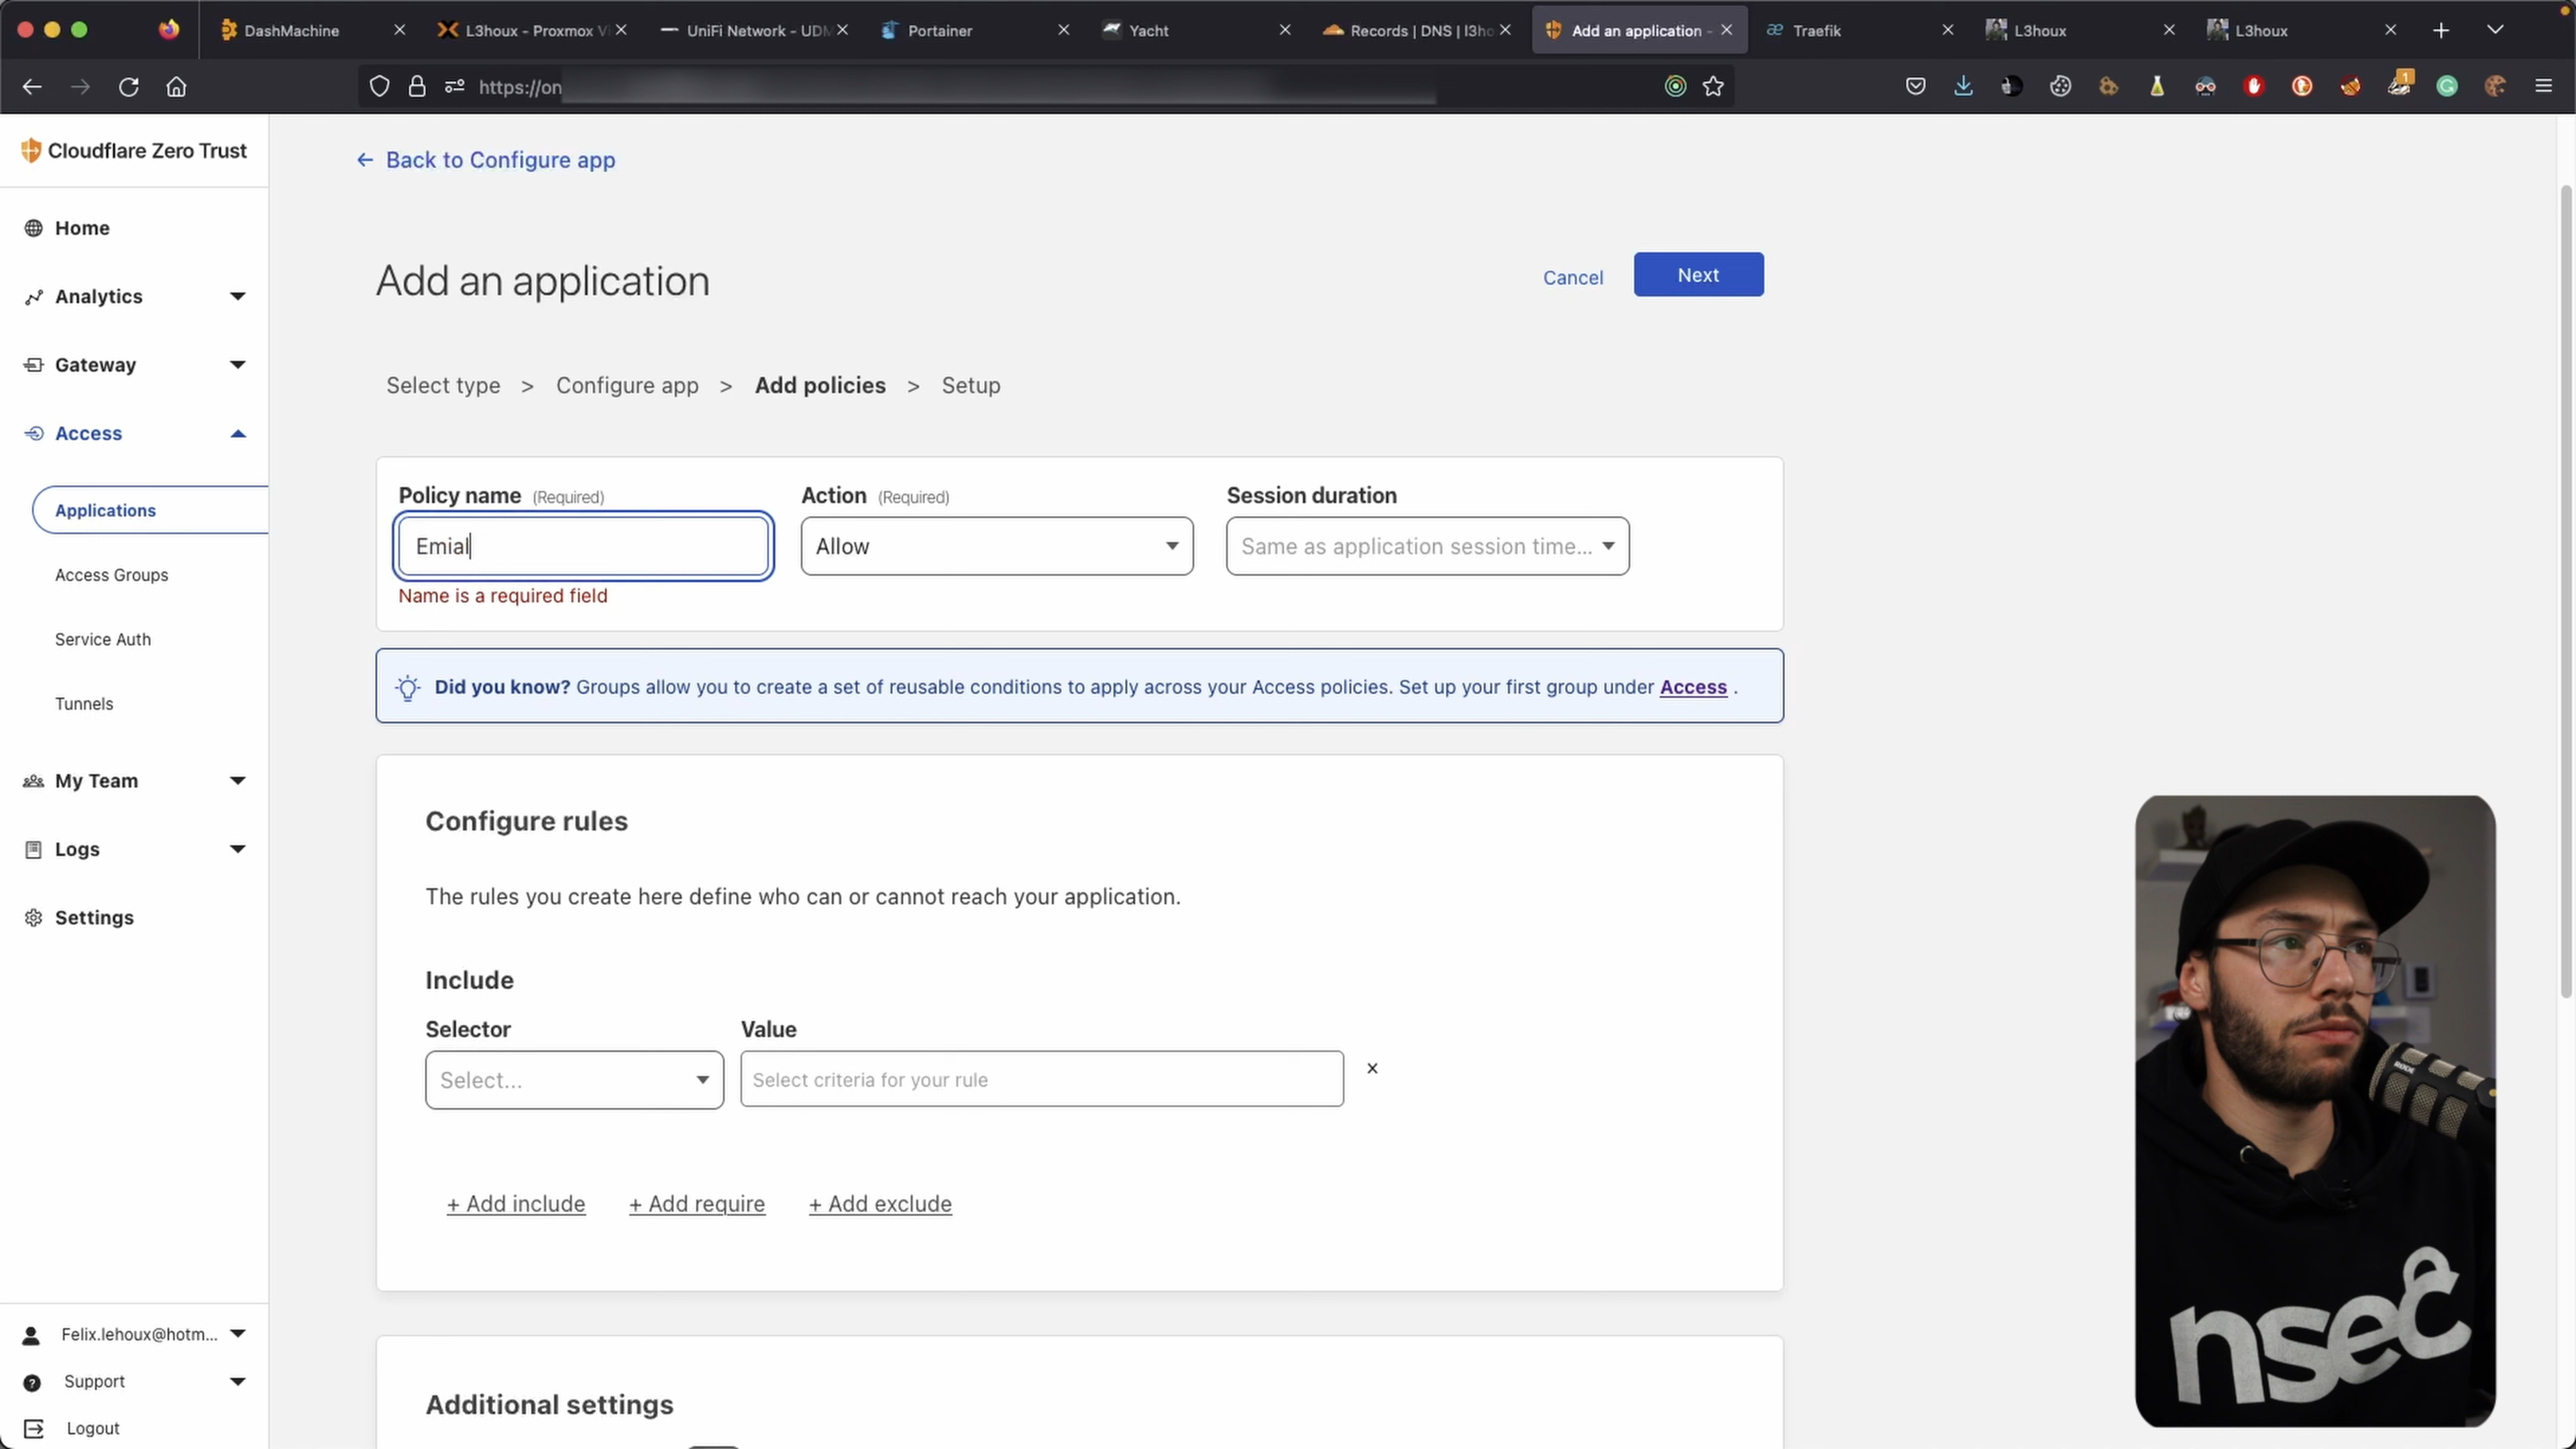 DashMachine
L3houx - Proxmox Vi
UniFi Network - UDM
Portainer
Yacht
Records | DNS | l3ho
Add an application -
Traefik
L3houx
L3houx
https://on
1
Cloudflare Zero Trust
Home
Analytics
Gateway
Access
Applications
Access Groups
Service Auth
Tunnels
My Team
Logs
Settings
Felix.lehoux@hotm...
Support
Logout
← Back to Configure app
Add an application
Cancel
Next
Select type > Configure app > Add policies > Setup
Policy name (Required)
Action (Required)
Session duration
Emial
Allow
Same as application session time...
Name is a required field
Did you know? Groups allow you to create a set of reusable conditions to apply across your Access policies. Set up your first group under Access .
Configure rules
The rules you create here define who can or cannot reach your application.
Include
Selector
Value
Select...
Select criteria for your rule
+ Add include
+ Add require
+ Add exclude
Additional settings
nsec